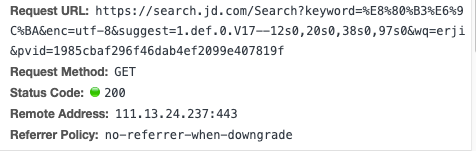 Request URL: https://search.jd.com/Search?keyword=%E8%80%B3%E6%9
C%BA&enc=utf-8&suggest=1.def.0.V17--12s0,20s0,38s0,97s0&wq=erji
&pvid=1985cbaf296f46dab4ef2099e407819f
Request Method: GET
Status Code: 200
Remote Address: 111.13.24.237:443
Referrer Policy: no-referrer-when-downgrade